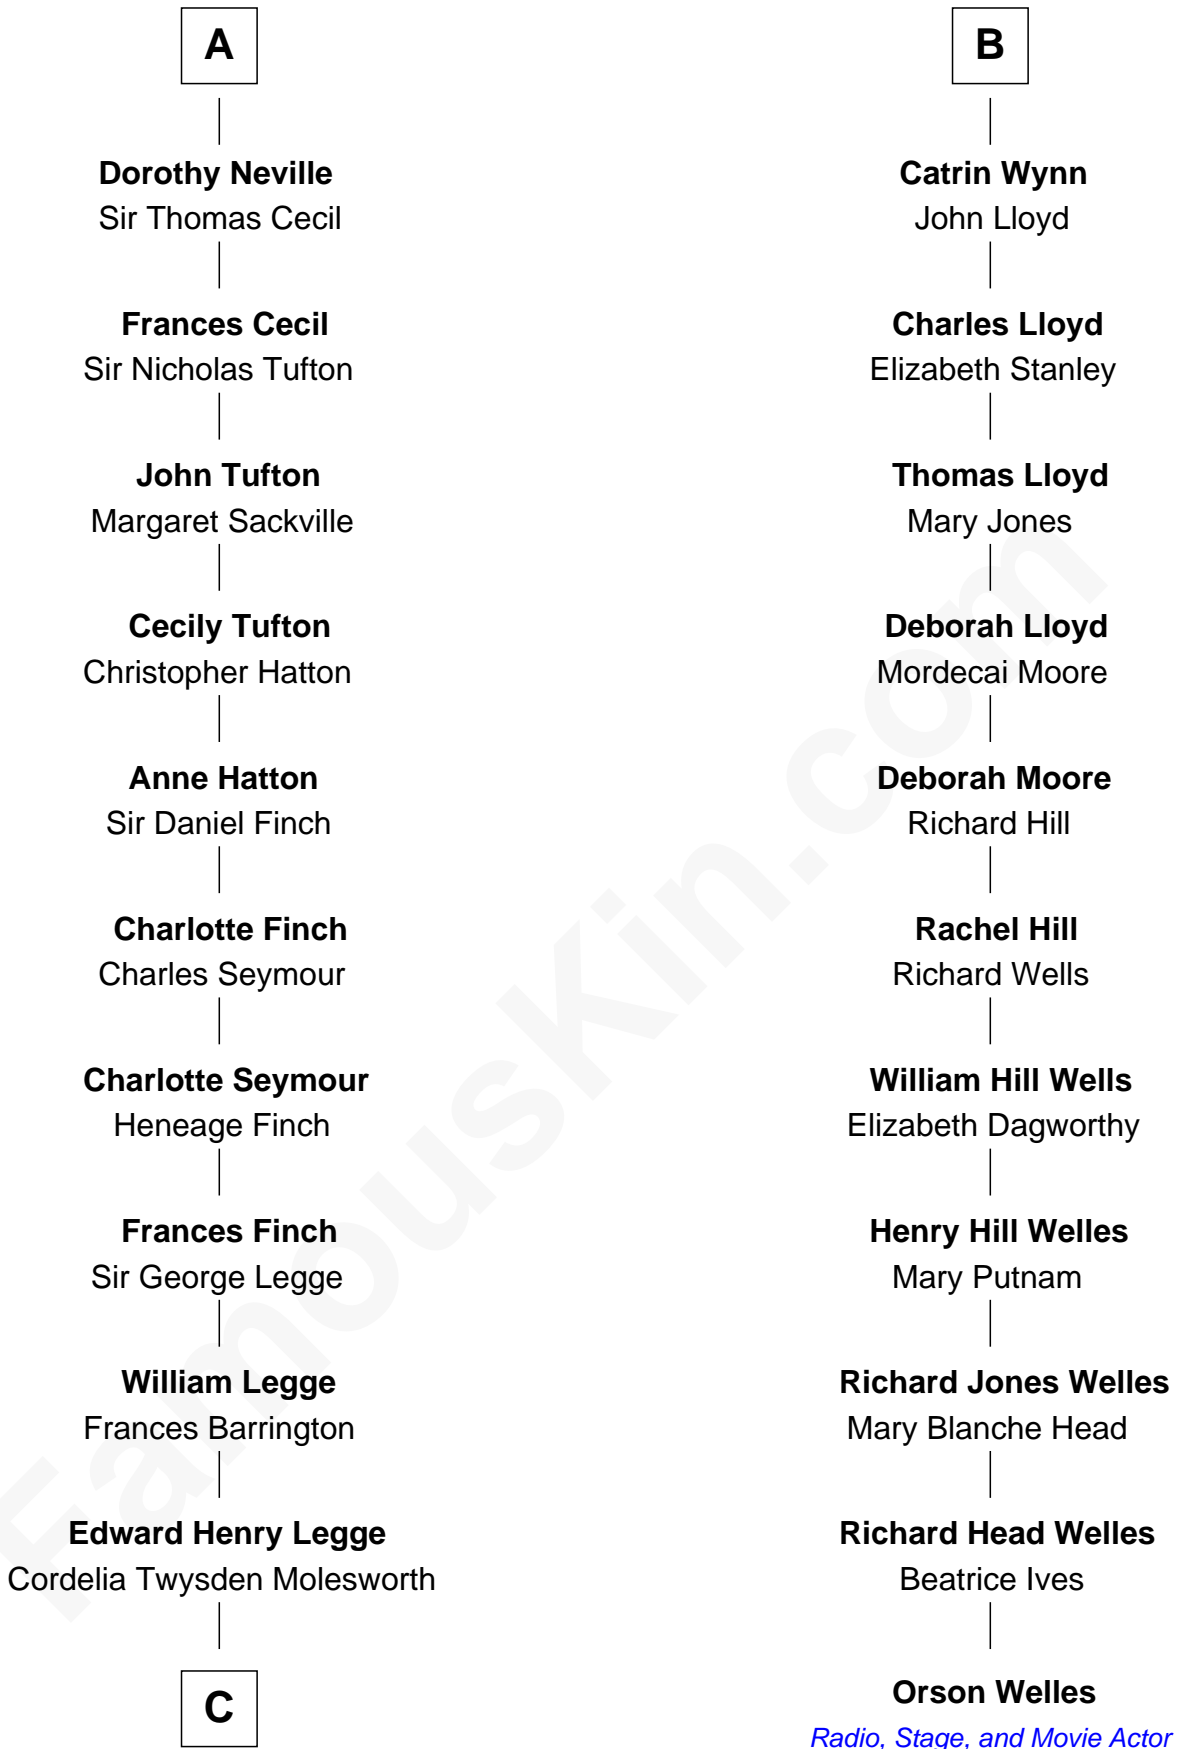 A
Dorothy Neville
Sir Thomas Cecil
Frances Cecil
Sir Nicholas Tufton
John Tufton
Margaret Sackville
Cecily Tufton
Christopher Hatton
Anne Hatton
Sir Daniel Finch
Charlotte Finch
Charles Seymour
Charlotte Seymour
Heneage Finch
Frances Finch
Sir George Legge
William Legge
Frances Barrington
Edward Henry Legge
Cordelia Twysden Molesworth
C
B
Catrin Wynn
John Lloyd
Charles Lloyd
Elizabeth Stanley
Thomas Lloyd
Mary Jones
Deborah Lloyd
Mordecai Moore
Deborah Moore
Richard Hill
Rachel Hill
Richard Wells
William Hill Wells
Elizabeth Dagworthy
Henry Hill Welles
Mary Putnam
Richard Jones Welles
Mary Blanche Head
Richard Head Welles
Beatrice Ives
Orson Welles
Radio, Stage, and Movie Actor
FamousKin.com